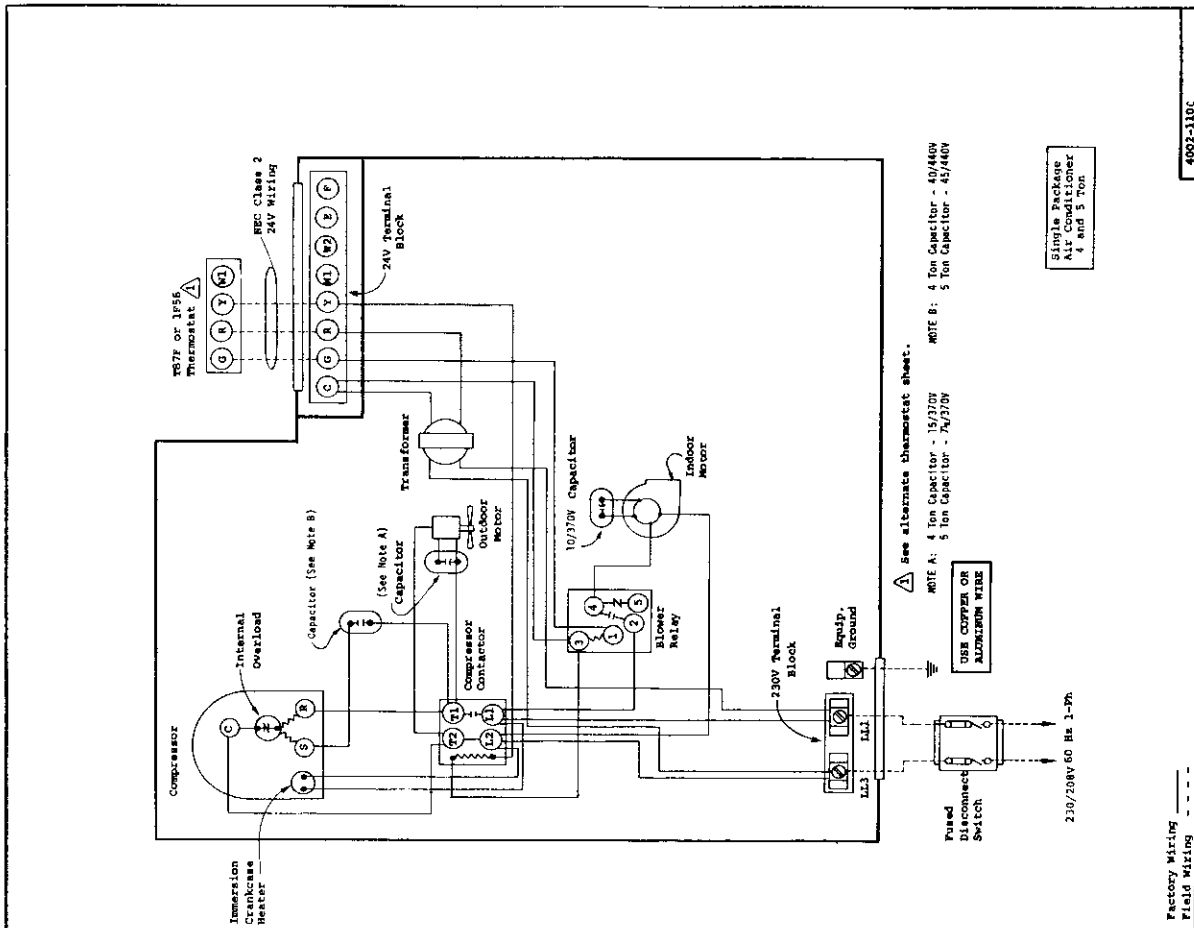 T87F or 1F56
Thermostat 1
NEC Class 2
24V Wiring
G R Y W1
C G R Y W1 W2 E F
24V Terminal
Block
Transformer
Capacitor (See Note B)
(See Note A)
Capacitor
Outdoor
Motor
10/370V Capacitor
Indoor
Motor
Internal
Overload
Compressor
C
S R
Immersion
Crankcase
Heater
Compressor
Contactor
T1 L1
T2 L2
3 1 4 2 5
Blower
Relay
230V Terminal
Block
Equip.
Ground
LL3 LL1
Fused
Disconnect
Switch
230/208V 60 Hz 1-Ph
1 See alternate thermostat sheet.
NOTE A: 4 Ton Capacitor - 15/370V
5 Ton Capacitor - 7½/370V
NOTE B: 4 Ton Capacitor - 40/440V
5 Ton Capacitor - 45/440V
USE COPPER OR
ALUMINUM WIRE
Single Package
Air Conditioner
4 and 5 Ton
Factory Wiring
Field Wiring
4002-110C